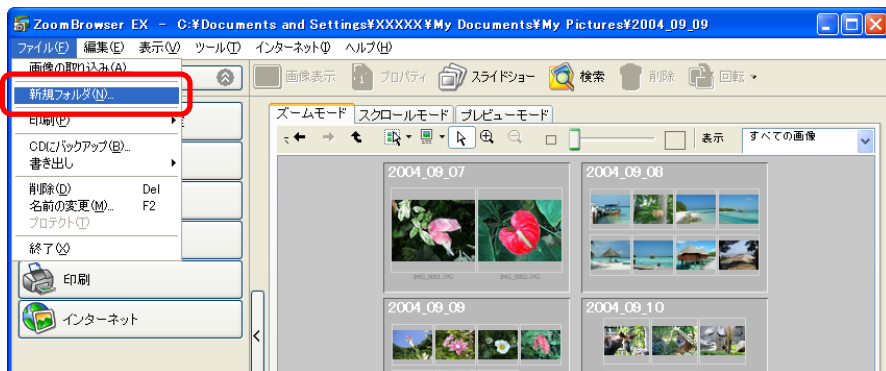 ZoomBrowser EX - C:¥Documents and Settings¥XXXXX¥My Documents¥My Pictures¥2004_09_09
ファイル(F) 編集(E) 表示(V) ツール(T) インターネット(I) ヘルプ(H)
画像の取り込み(A)
画像表示 プロパティ スライドショー 検索 削除 回転
新規フォルダ(N)...
印刷(P)
ズームモード スクロールモード プレビューモード
表示 すべての画像
CDにバックアップ(B)...
書き出し
削除(D) Del
名前の変更(M)... F2
プロテクト(T)
終了(X)
印刷
インターネット
2004_09_07 2004_09_08
IMG_0001.JPG IMG_0002.JPG
2004_09_09 2004_09_10